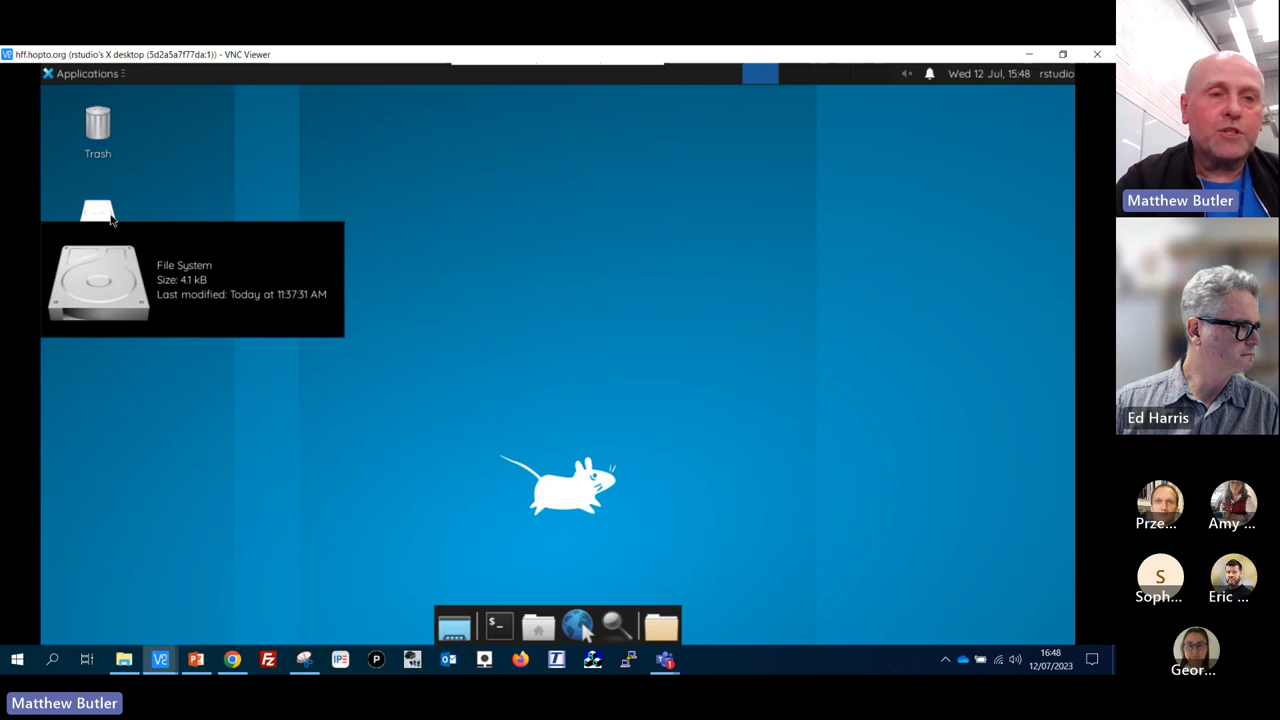 hff.hopto.org (rstudio's X desktop (5d2a5a7f77da:1)) - VNC Viewer
Applications
Wed 12 Jul, 15:48 rstudio
Trash
File System
Size: 4.1 kB
Last modified: Today at 11:37:31 AM
$_
16:48
12/07/2023
Matthew Butler
Ed Harris
Prze...
Amy ...
S
Soph...
Eric ...
Geor...
Matthew Butler